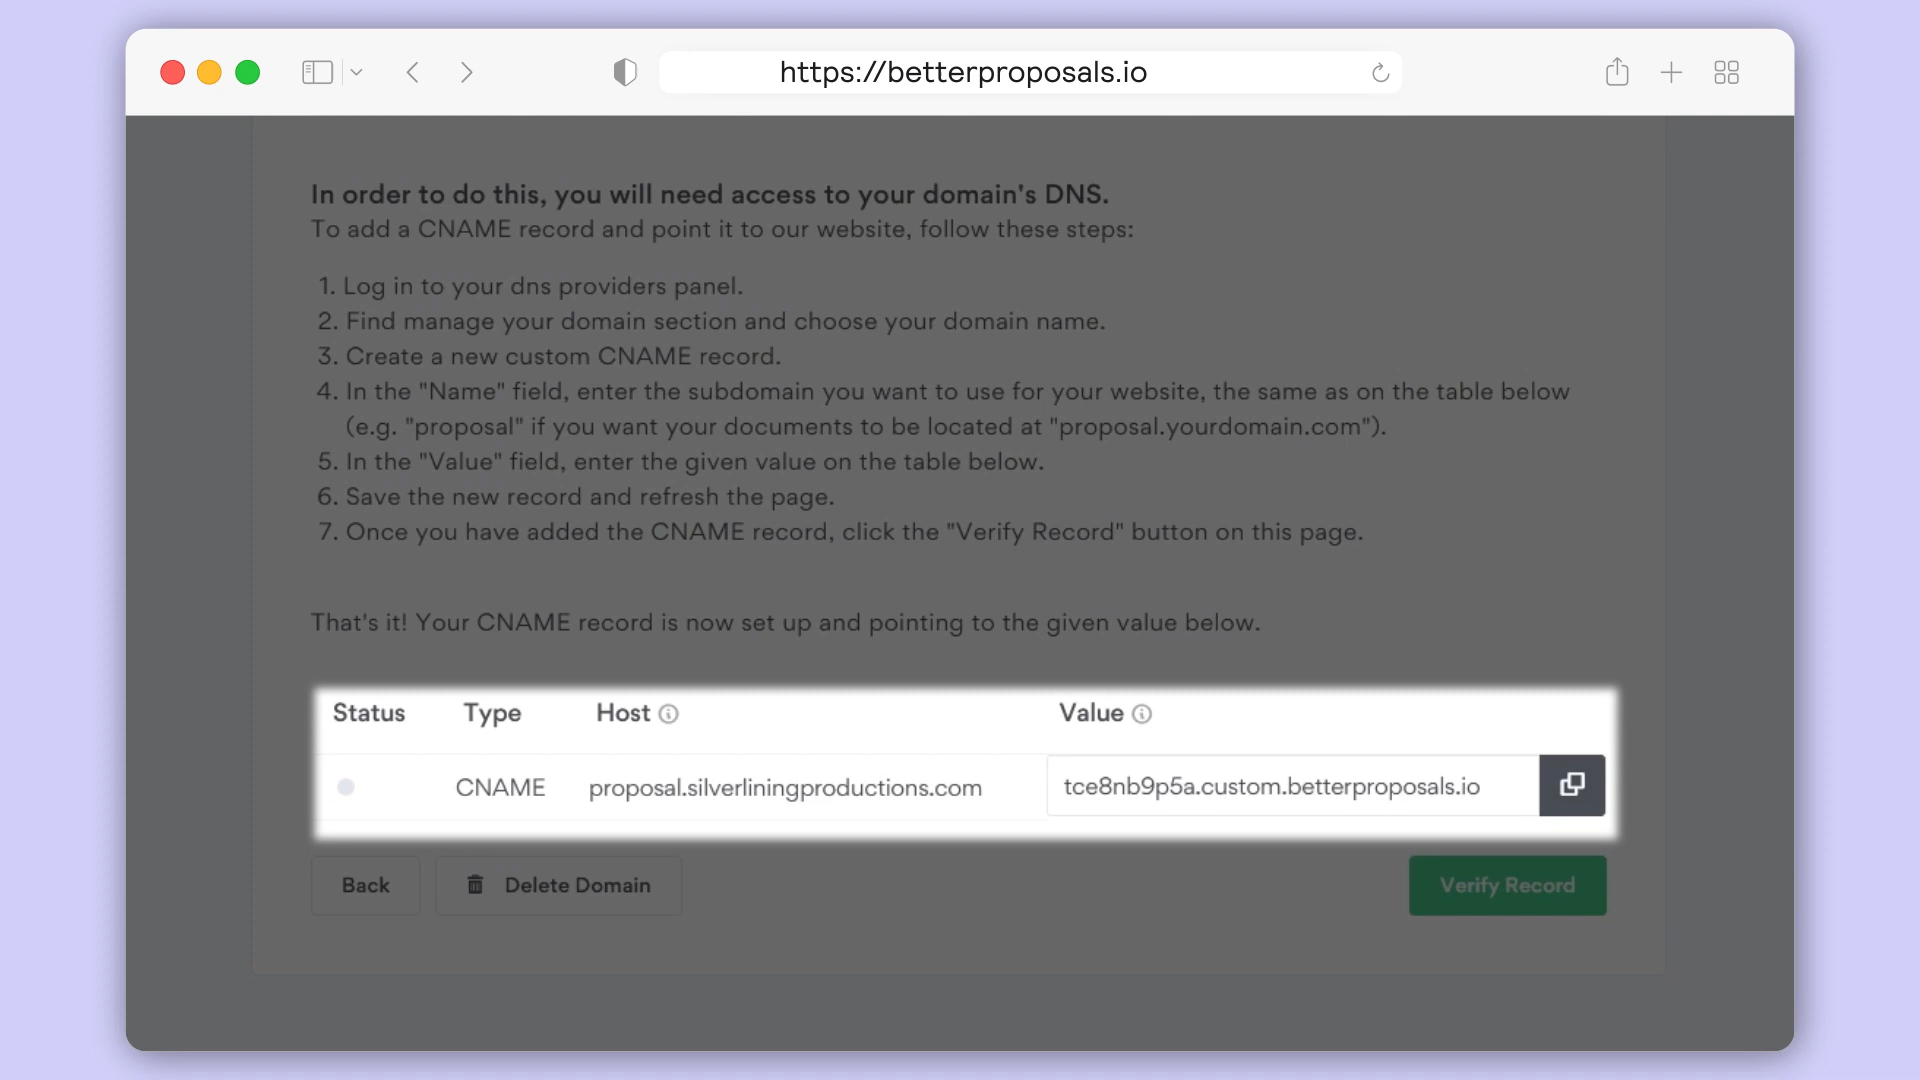 https://betterproposals.io
In order to do this, you will need access to your domain's DNS.
To add a CNAME record and point it to our website, follow these steps:
1. Log in to your dns providers panel.
2. Find manage your domain section and choose your domain name.
3. Create a new custom CNAME record.
4. In the "Name" field, enter the subdomain you want to use for your website, the same as on the table below
(e.g. "proposal" if you want your documents to be located at "proposal.yourdomain.com").
5. In the "Value" field, enter the given value on the table below.
6. Save the new record and refresh the page.
7. Once you have added the CNAME record, click the "Verify Record" button on this page.
That's it! Your CNAME record is now set up and pointing to the given value below.
Status Type Host Value
CNAME proposal.silverliningproductions.com tce8nb9p5a.custom.betterproposals.io
Back Delete Domain Verify Record